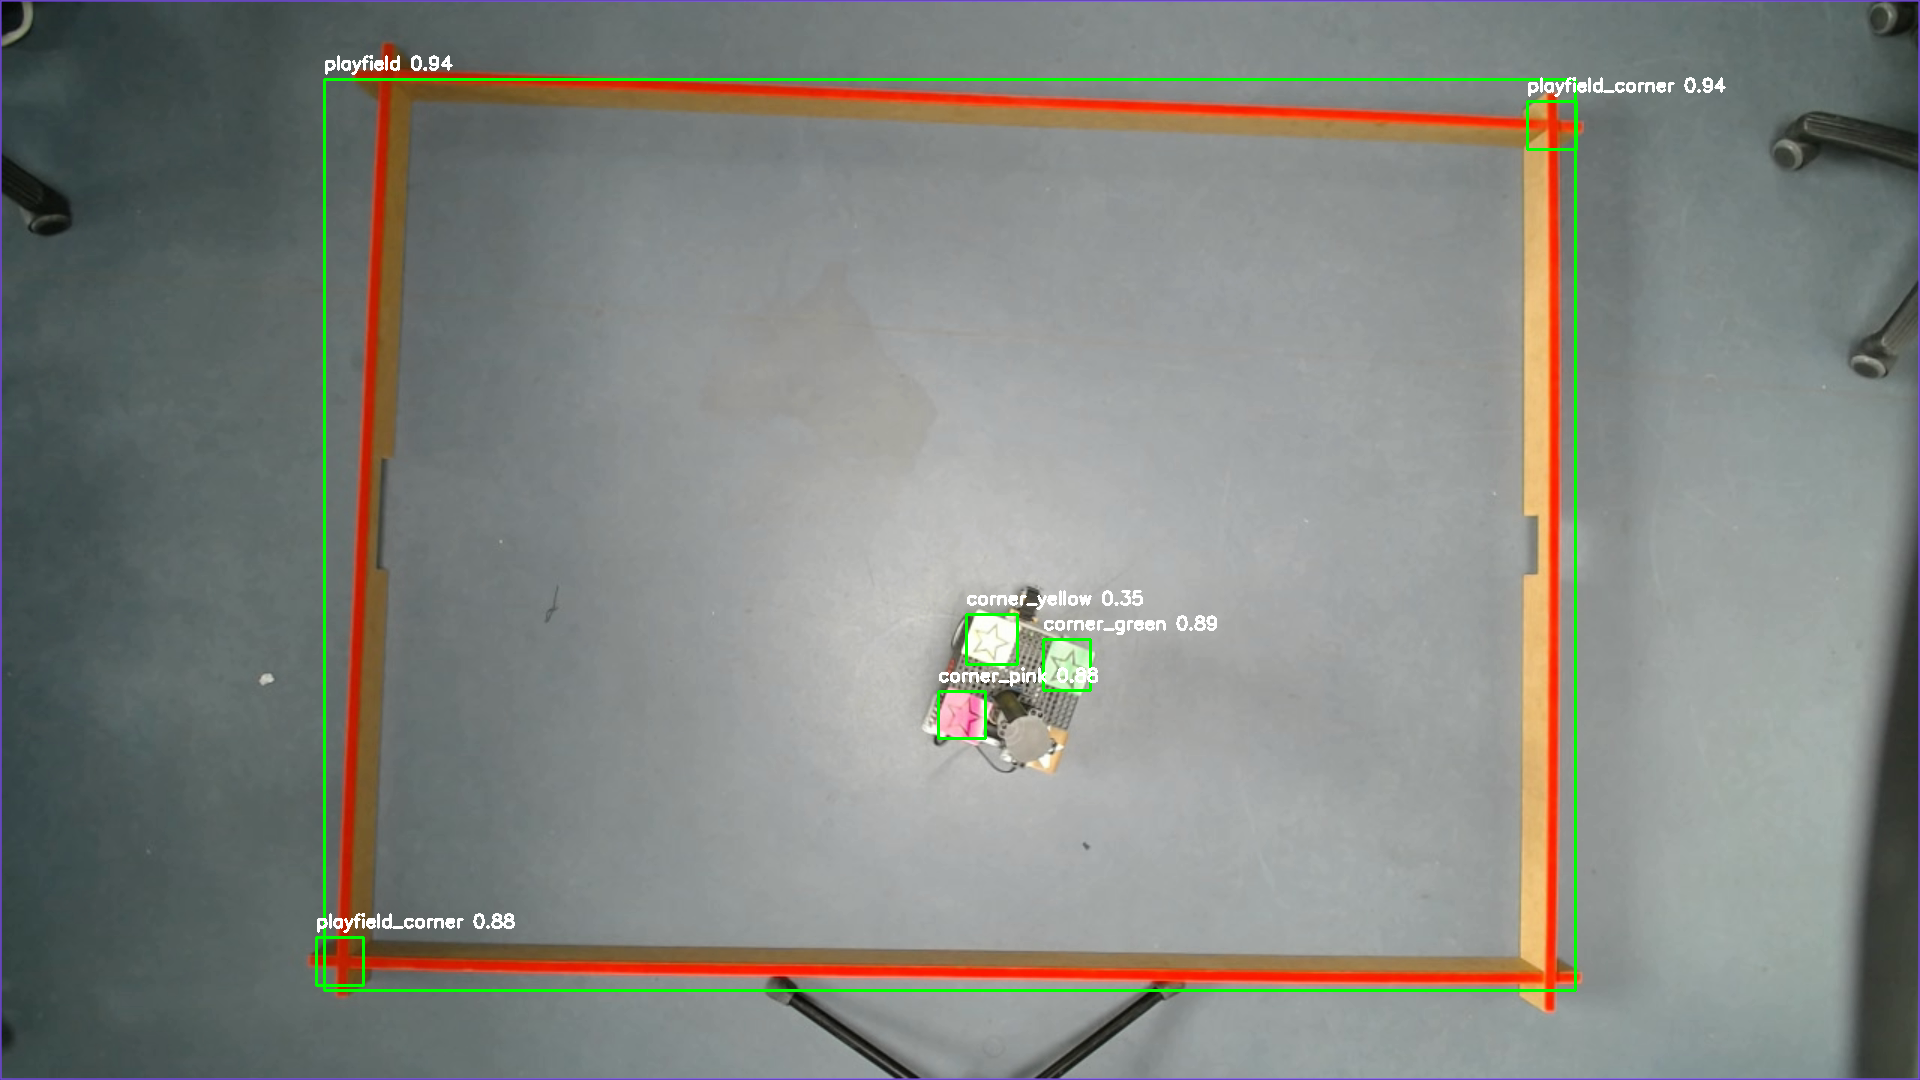 playfield 0.94
playfield_corner 0.94
corner_yellow 0.35
corner_green 0.89
corner_pink 0.88
playfield_corner 0.88